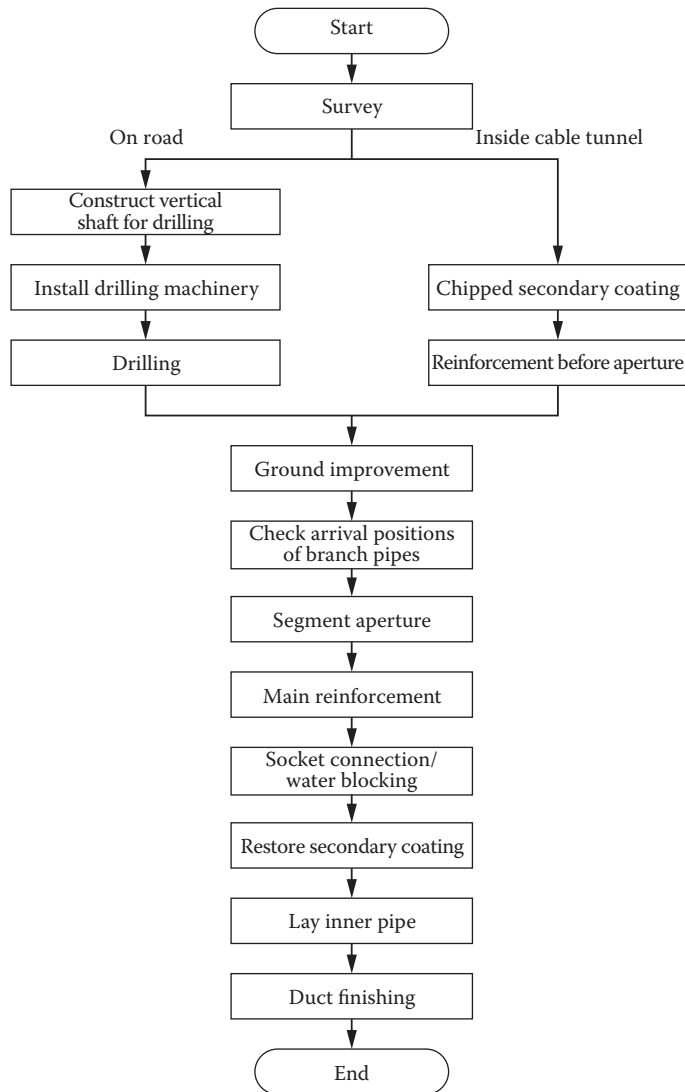 Start
Survey
On road
Inside cable tunnel
Construct vertical
shaft for drilling
Install drilling machinery
Chipped secondary coating
Drilling
Reinforcement before aperture
Ground improvement
Check arrival positions
of branch pipes
Segment aperture
Main reinforcement
Socket connection/
water blocking
Restore secondary coating
Lay inner pipe
Duct finishing
End